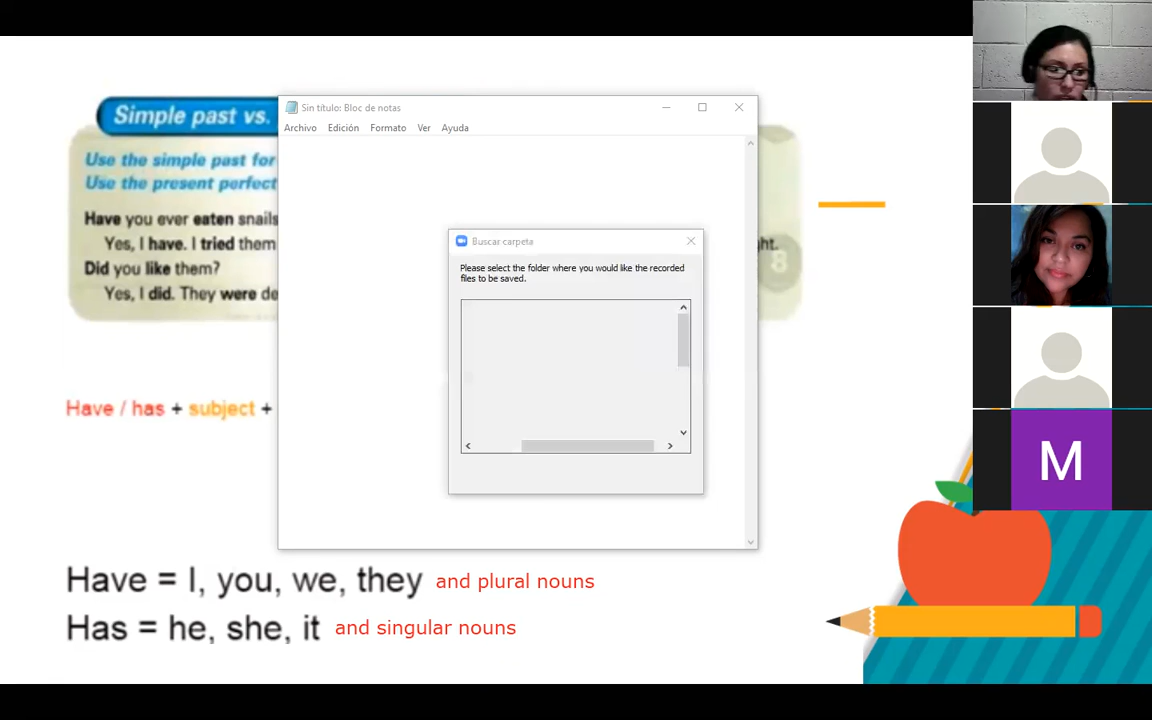 Simple past vs.
Use the simple past for
Use the present perfect
Have you ever eaten snails
Yes, I have. I tried them
ht.
Did you like them?
8
Yes, I did. They were de
Sin título: Bloc de notas
Archivo Edición Formato Ver Ayuda
Buscar carpeta
Please select the folder where you would like the recorded
files to be saved.
Have / has + subject +
Have = I, you, we, they and plural nouns
Has = he, she, it and singular nouns
M